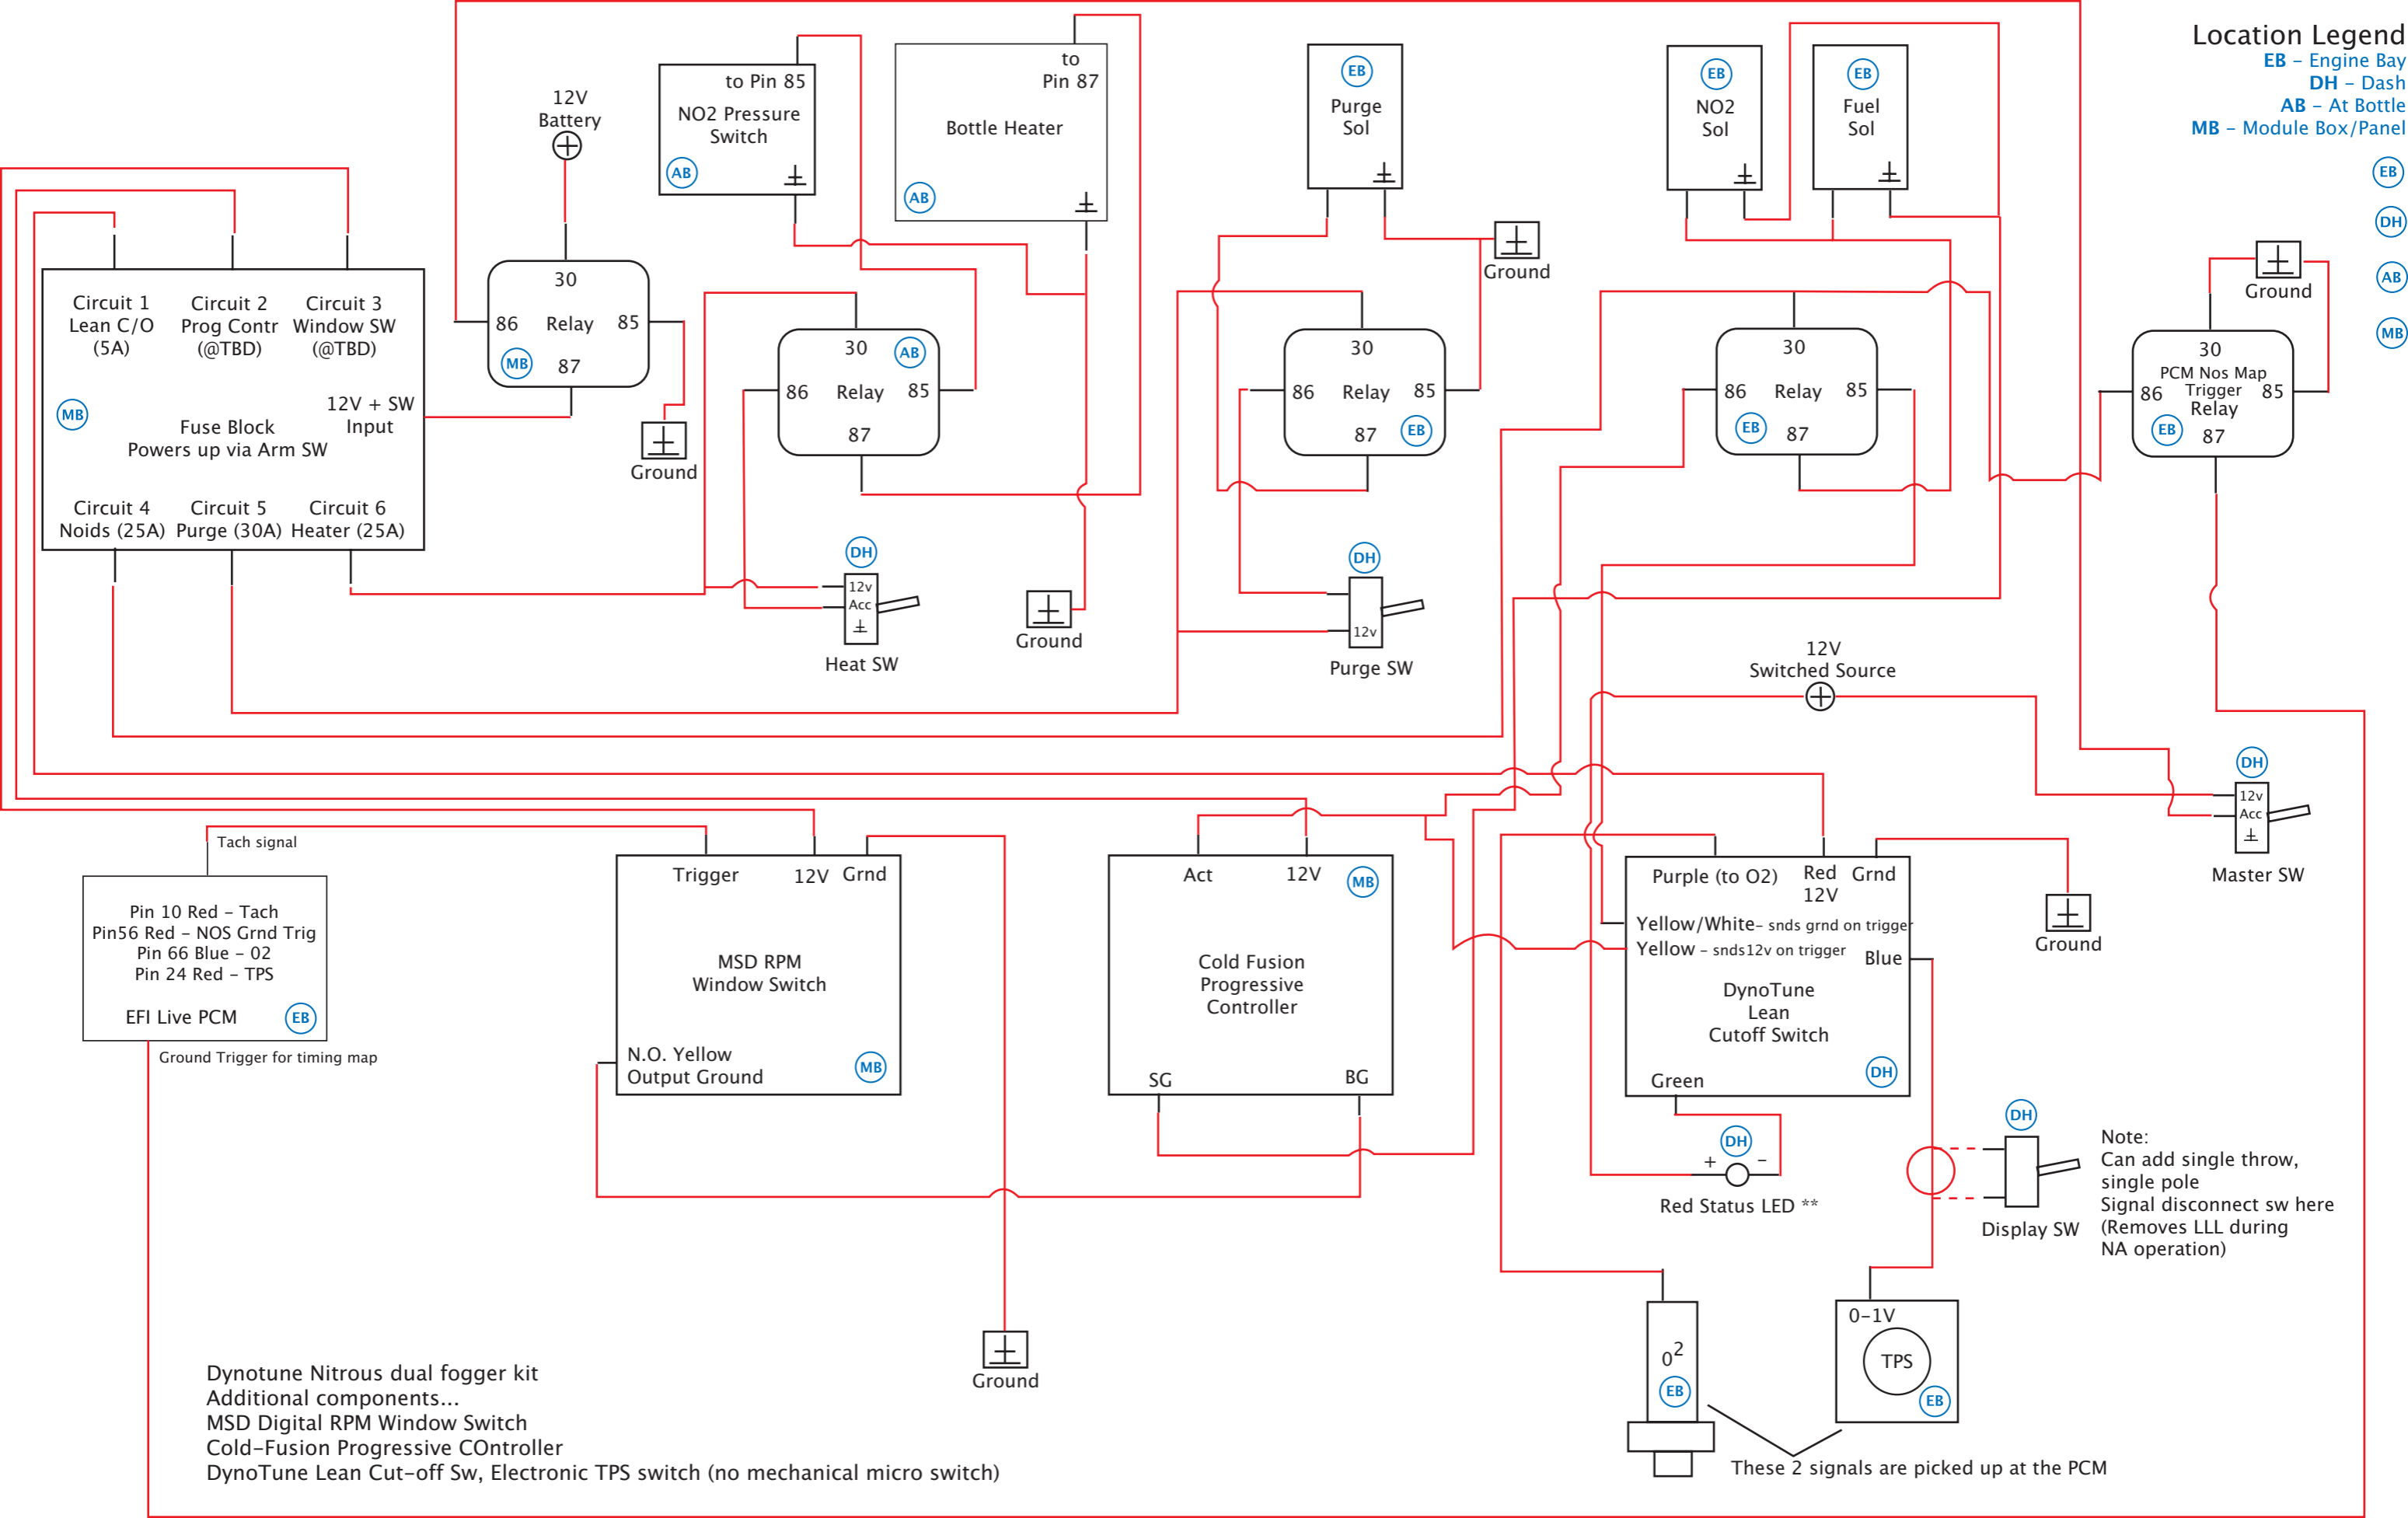 Location Legend
EB – Engine Bay
DH – Dash
AB – At Bottle
MB – Module Box/Panel
EB
DH
AB
MB
12V
Battery
to Pin 85
NO2 Pressure
Switch
AB
to
Pin 87
Bottle Heater
AB
EB
Purge
Sol
EB
NO2
Sol
EB
Fuel
Sol
Ground
Ground
Circuit 1
Lean C/O
(5A)
Circuit 2
Prog Contr
(@TBD)
Circuit 3
Window SW
(@TBD)
MB
12V + SW
Input
Fuse Block
Powers up via Arm SW
Circuit 4
Noids (25A)
Circuit 5
Purge (30A)
Circuit 6
Heater (25A)
30
86 Relay 85
MB
87
Ground
30
AB
86 Relay 85
87
30
86 Relay 85
87
EB
30
86 Relay 85
EB
87
30
PCM Nos Map
86 Trigger 85
Relay
EB
87
DH
12v
Acc
Heat SW
Ground
DH
12v
Purge SW
12V
Switched Source
DH
12v
Acc
Master SW
Tach signal
Pin 10 Red – Tach
Pin56 Red – NOS Grnd Trig
Pin 66 Blue – 02
Pin 24 Red – TPS
EFI Live PCM
EB
Ground Trigger for timing map
Trigger
12V
Grnd
MSD RPM
Window Switch
N.O. Yellow
Output Ground
MB
Act
12V
MB
Cold Fusion
Progressive
Controller
SG
BG
Purple (to O2)
Red
12V
Grnd
Yellow/White– snds grnd on trigger
Yellow – snds12v on trigger
Blue
DynoTune
Lean
Cutoff Switch
Green
DH
Ground
DH
+ –
Red Status LED **
DH
Display SW
Note:
Can add single throw,
single pole
Signal disconnect sw here
(Removes LLL during
NA operation)
Ground
0²
EB
0–1V
TPS
EB
These 2 signals are picked up at the PCM
Dynotune Nitrous dual fogger kit
Additional components...
MSD Digital RPM Window Switch
Cold–Fusion Progressive COntroller
DynoTune Lean Cut–off Sw, Electronic TPS switch (no mechanical micro switch)